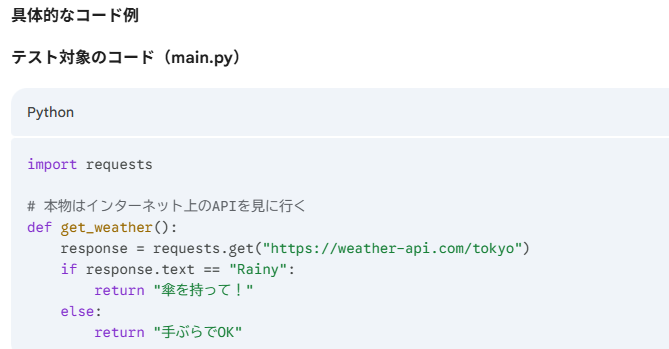 具体的なコード例
テスト対象のコード（main.py）
Python
import requests
# 本物はインターネット上のAPIを見に行く
def get_weather():
    response = requests.get("https://weather-api.com/tokyo")
    if response.text == "Rainy":
        return "傘を持って！"
    else:
        return "手ぶらでOK"